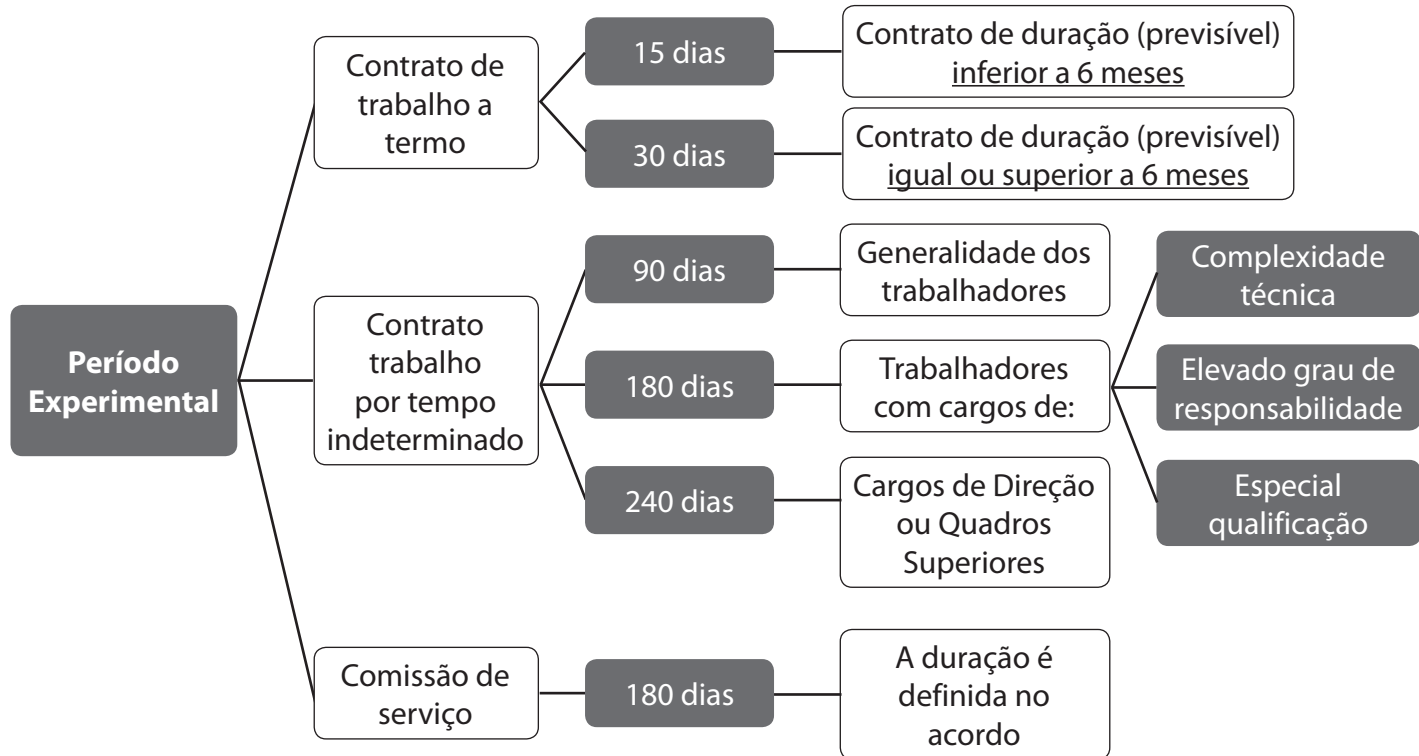 Período
Experimental
Contrato de
trabalho a
termo
15 dias
Contrato de duração (previsível)
inferior a 6 meses
30 dias
Contrato de duração (previsível)
igual ou superior a 6 meses
Contrato
trabalho
por tempo
indeterminado
90 dias
Generalidade dos
trabalhadores
180 dias
Trabalhadores
com cargos de:
Complexidade
técnica
Elevado grau de
responsabilidade
Especial
qualificação
240 dias
Cargos de Direção
ou Quadros
Superiores
Comissão de
serviço
180 dias
A duração é
definida no
acordo